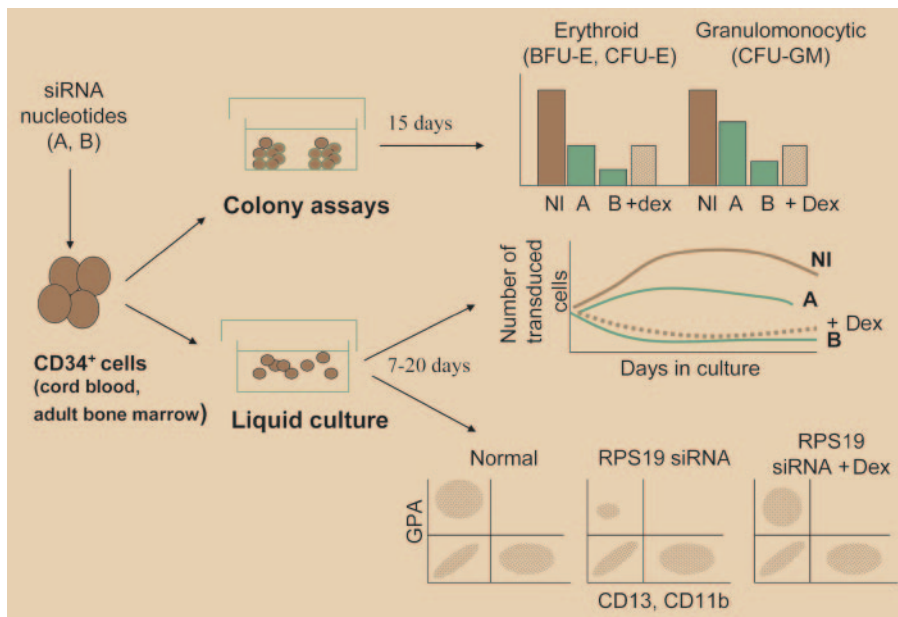 siRNA
nucleotides
(A, B)
CD34+ cells
(cord blood,
adult bone marrow)
Colony assays
15 days
Liquid culture
7-20 days
Erythroid
(BFU-E, CFU-E)
NI A B +dex
Granulomonocytic
(CFU-GM)
NI A B + Dex
Number of
transduced
cells
NI
A
+ Dex
B
Days in culture
Normal
RPS19 siRNA
RPS19
siRNA + Dex
GPA
CD13, CD11b